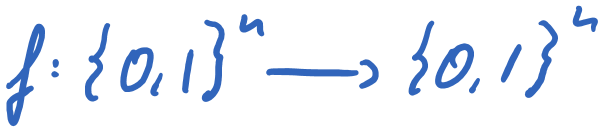 f: {0,1}ⁿ → {0,1}ⁿ